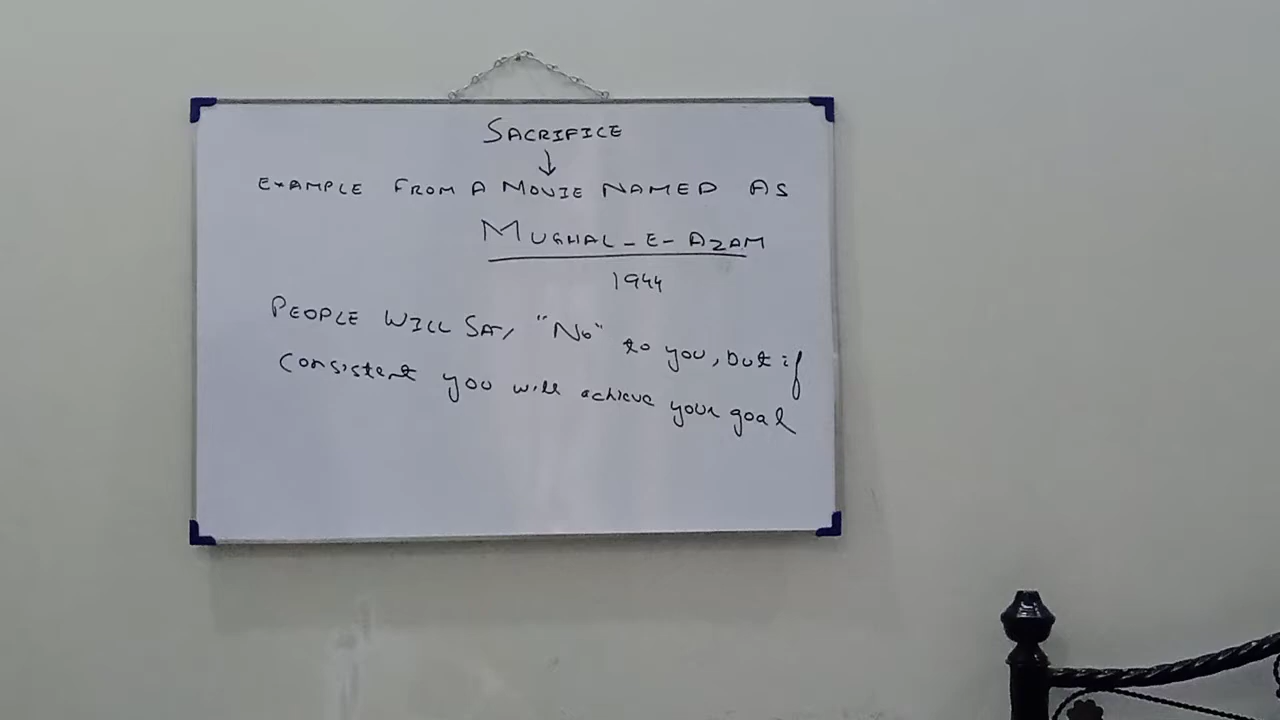 SACRIFICE
↓
EXAMPLE FROM A MOVIE NAMED AS
MUGHAL-E-AZAM
1944
PEOPLE WILL SAY "No" to you, but if
consistent you will achieve your goal